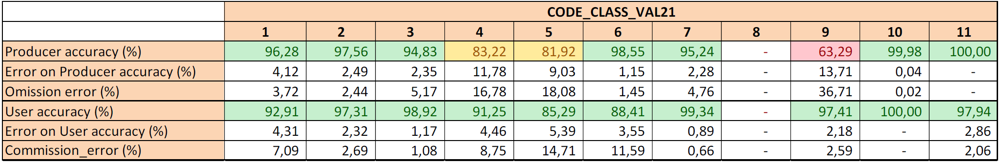 CODE_CLASS_VAL21
1 2 3 4 5 6 7 8 9 10 11
Producer accuracy (%) 96,28 97,56 94,83 83,22 81,92 98,55 95,24 - 63,29 99,98 100,00
Error on Producer accuracy (%) 4,12 2,49 2,35 11,78 9,03 1,15 2,28 - 13,71 0,04 -
Omission error (%) 3,72 2,44 5,17 16,78 18,08 1,45 4,76 - 36,71 0,02 -
User accuracy (%) 92,91 97,31 98,92 91,25 85,29 88,41 99,34 - 97,41 100,00 97,94
Error on User accuracy (%) 4,31 2,32 1,17 4,46 5,39 3,55 0,89 - 2,18 - 2,86
Commission_error (%) 7,09 2,69 1,08 8,75 14,71 11,59 0,66 - 2,59 - 2,06